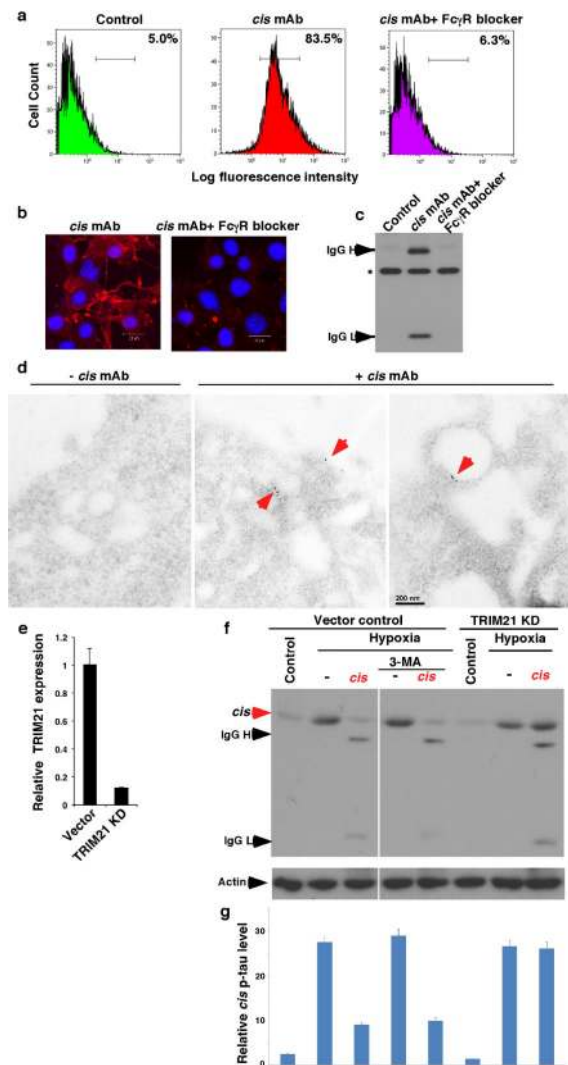 a
Control
cis mAb
cis mAb+ FcγR blocker
5.0%
83.5%
6.3%
Cell Count
Log fluorescence intensity
b
cis mAb
cis mAb+ FcγR blocker
c
Control
cis mAb
cis mAb+
FcγR blocker
IgG H
*
IgG L
d
- cis mAb
+ cis mAb
200 nm
e
Relative TRIM21 expression
1.2
1
0.8
0.6
0.4
0.2
0
Vector
TRIM21 KD
f
Vector control
TRIM21 KD
Control
Hypoxia
Control
Hypoxia
3-MA
- cis - cis - cis
cis
IgG H
IgG L
Actin
g
Relative cis p-tau level
30
20
10
0